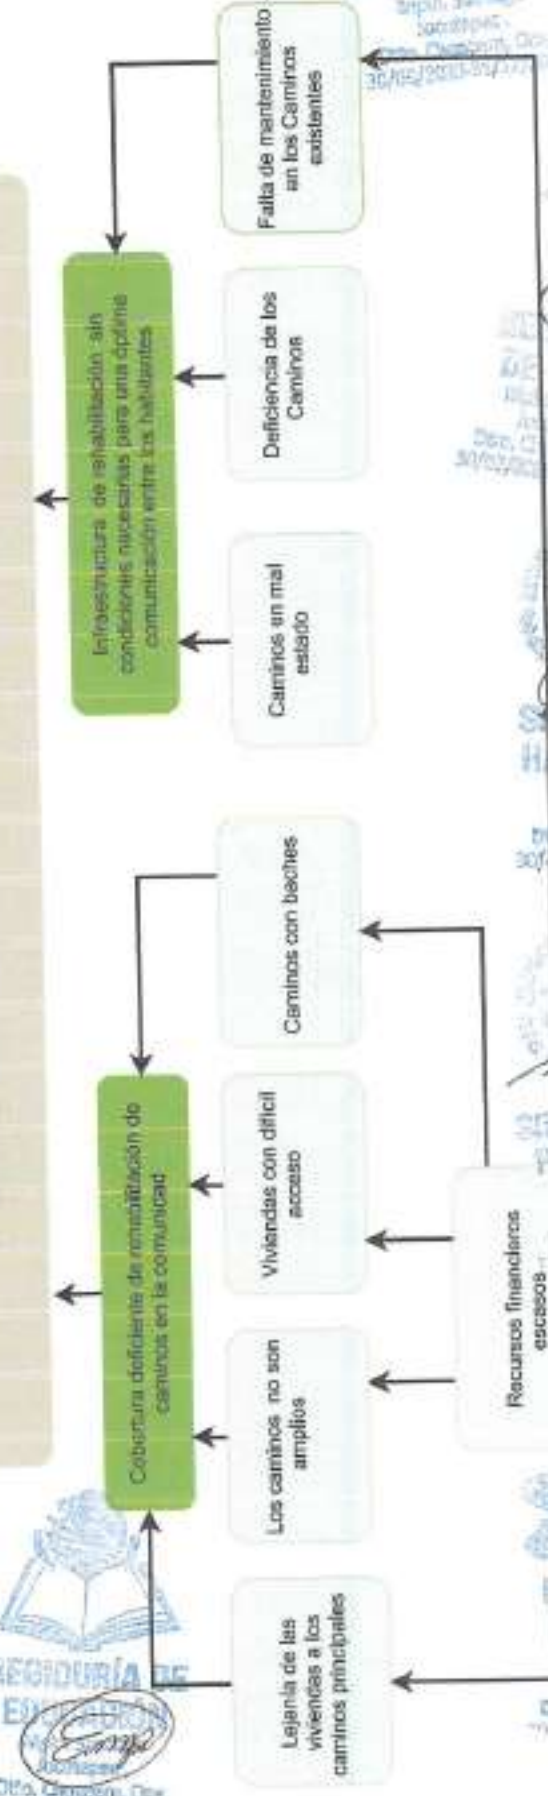 Cobertura deficiente de rehabilitación de
caminos en la comunidad
Infraestructura de rehabilitación sin
condiciones necesarias para una óptima
comunicación entre los habitantes
Lejanía de las
viviendas a los
caminos principales
Los caminos no son
amplios
Viviendas con difícil
acceso
Caminos con baches
Caminos en mal
estado
Deficiencia de los
Caminos
Falta de mantenimiento
an los Caminos
existentes
Recursos financieros
escasos
REGIDURÍA DE